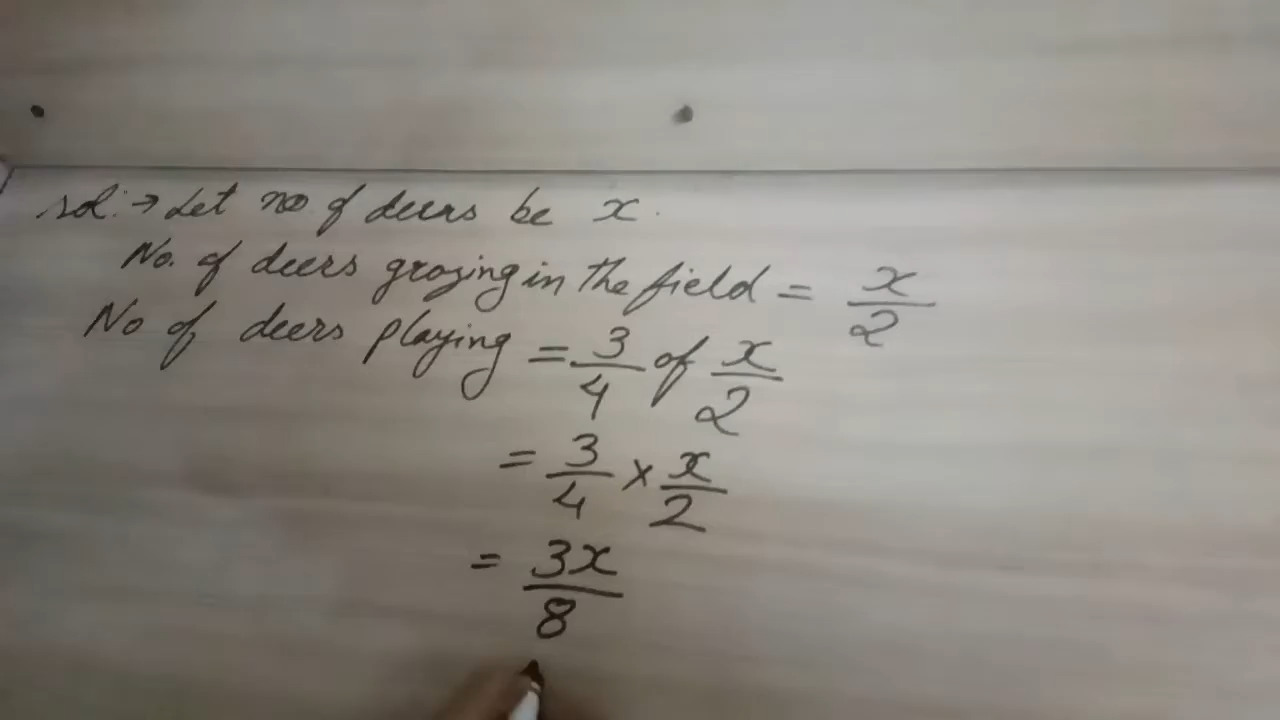 sol: → Let no of deers be x.
No. of deers grazing in the field = x/2
No of deers playing = 3/4 of x/2
= 3/4 × x/2
= 3x/8